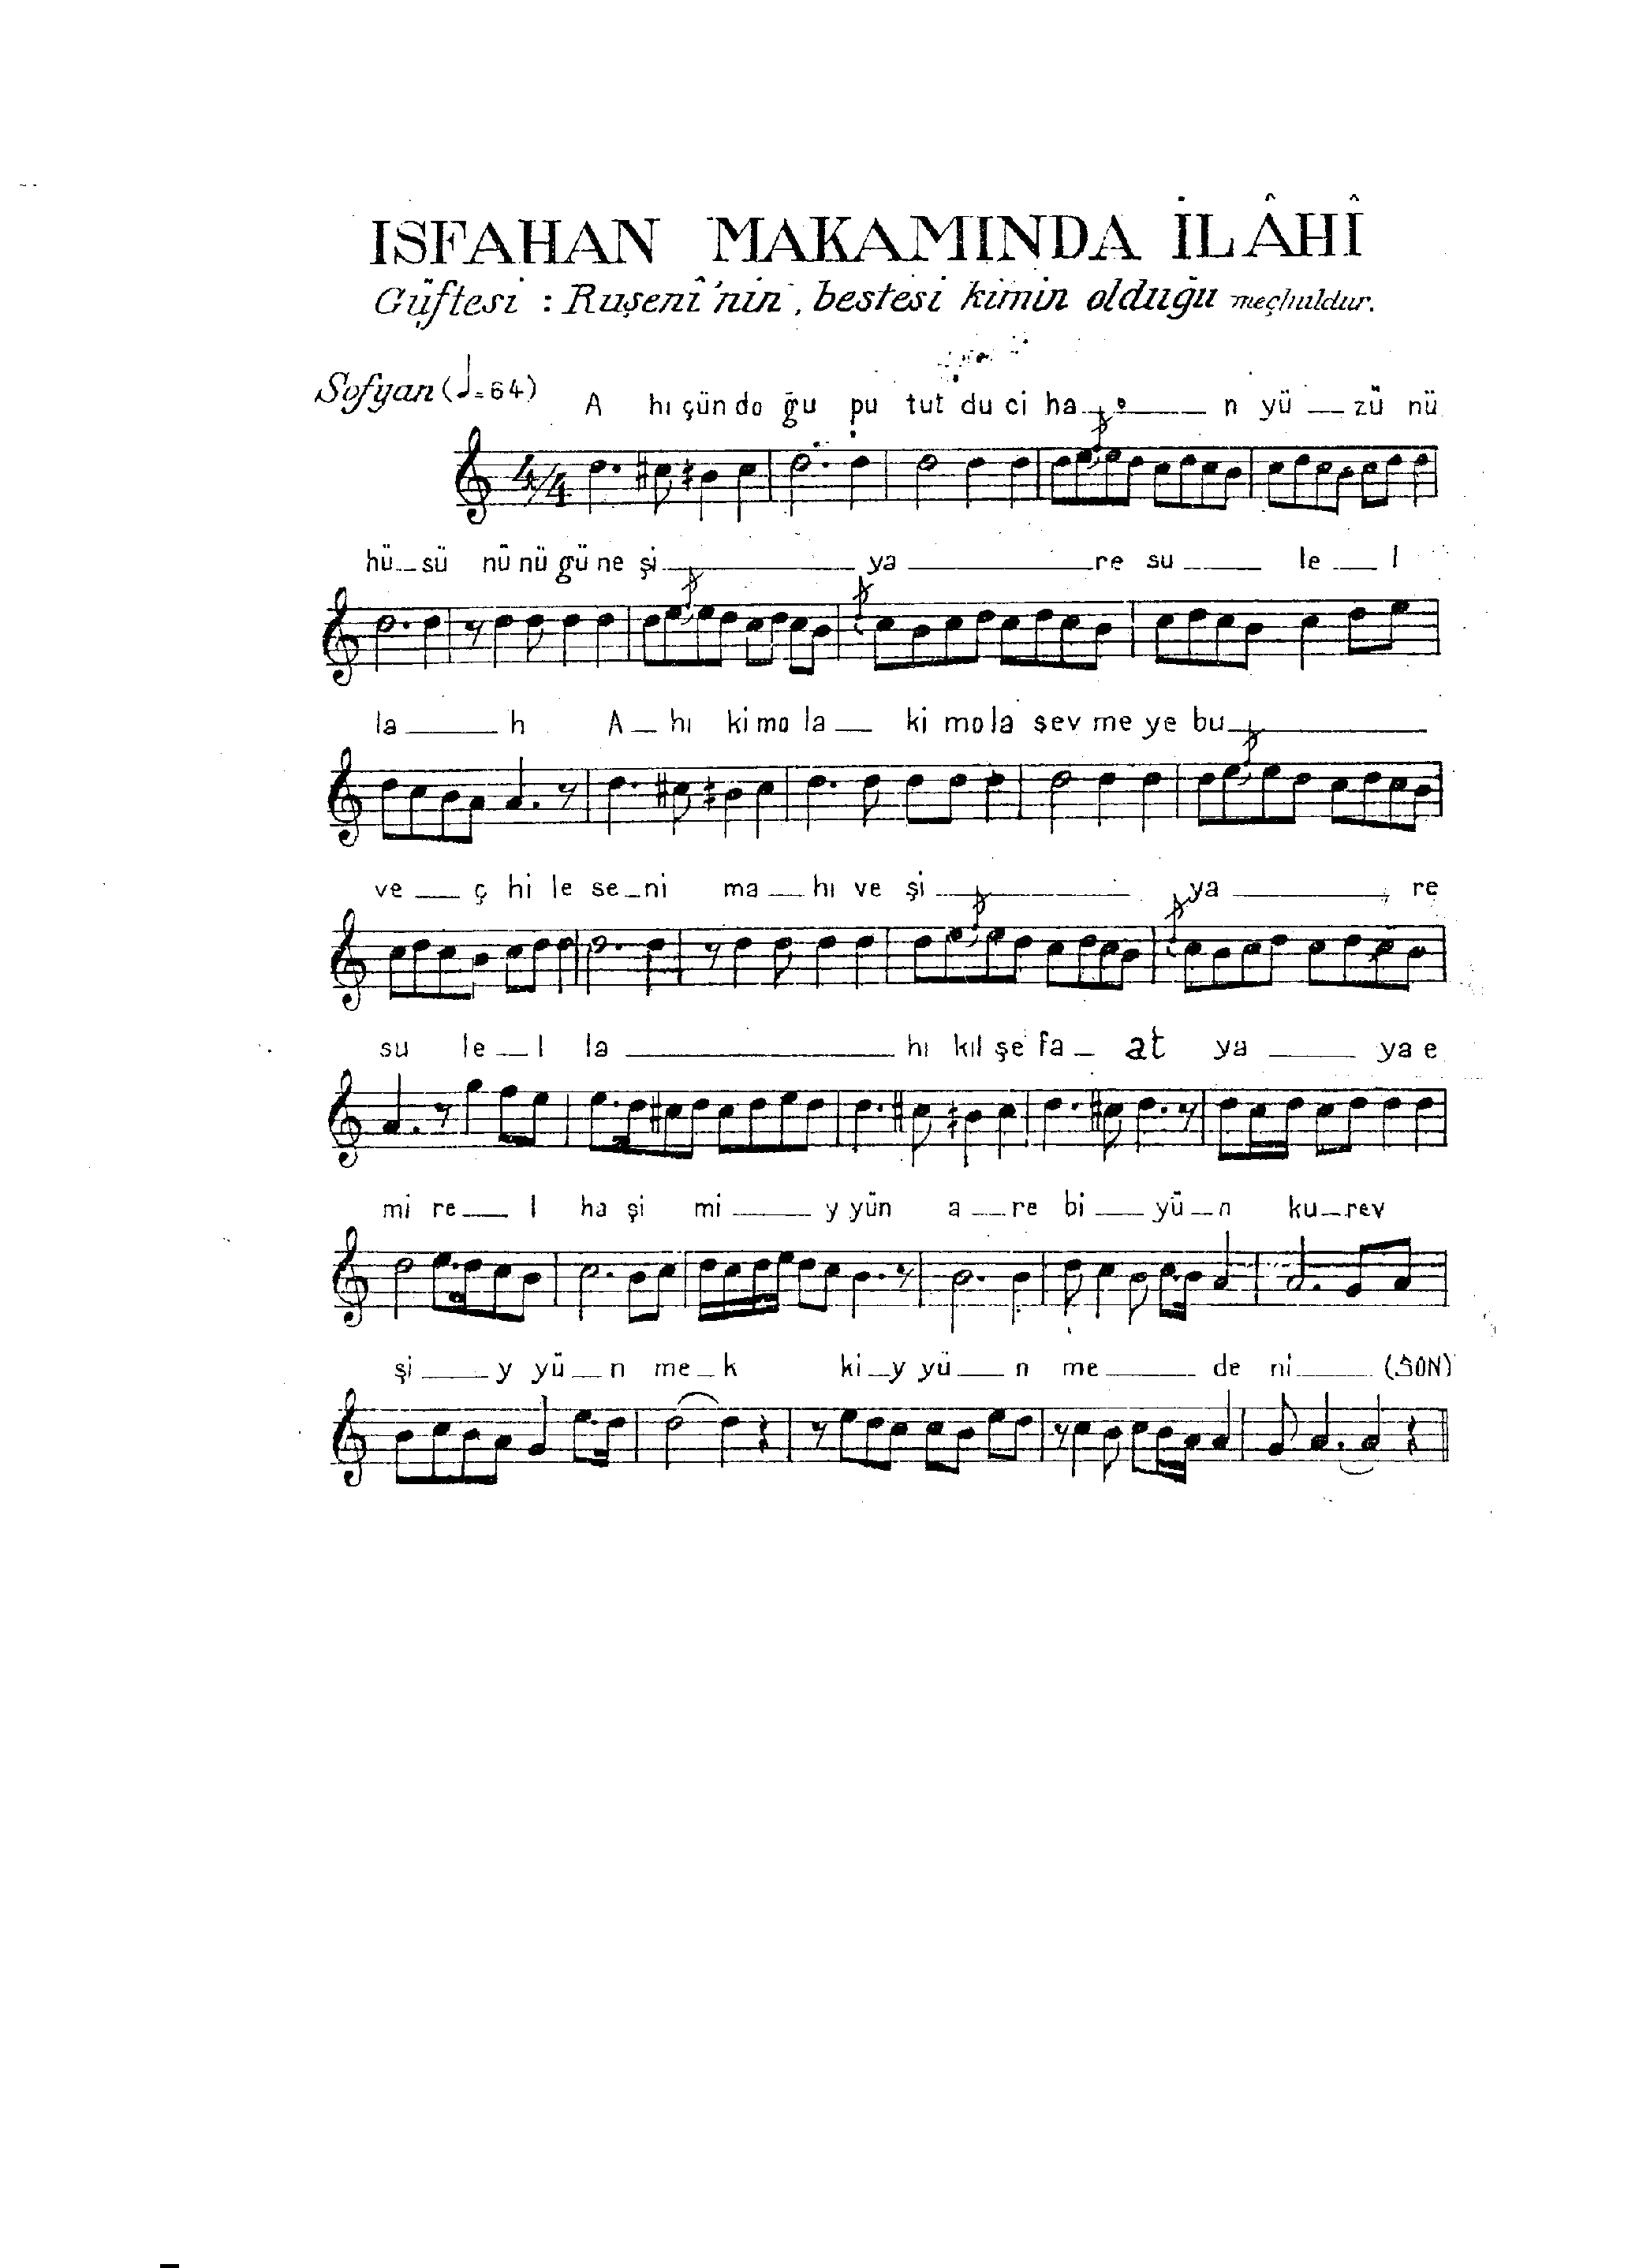 ISFAHAN MAKAMINDA İLÂHÎ
Güftesi : Ruşenî'nin, bestesi kimin olduğu meçhuldur.
Sofyan (♩=64) A hı çün do ğu pu tut du ci ha n yü zü nü
4/4
hü sü nü nü gü ne şi ya re su le l
la h A hı ki mo la ki mo la sev me ye bu
ve ç hi le se ni ma hı ve şi ya re
su le l la hı kıl şe fa at ya ya e
mi re l ha şi mi y yün a re bi yü n ku rev
şi y yü n me k ki y yü n me de ni (SON)